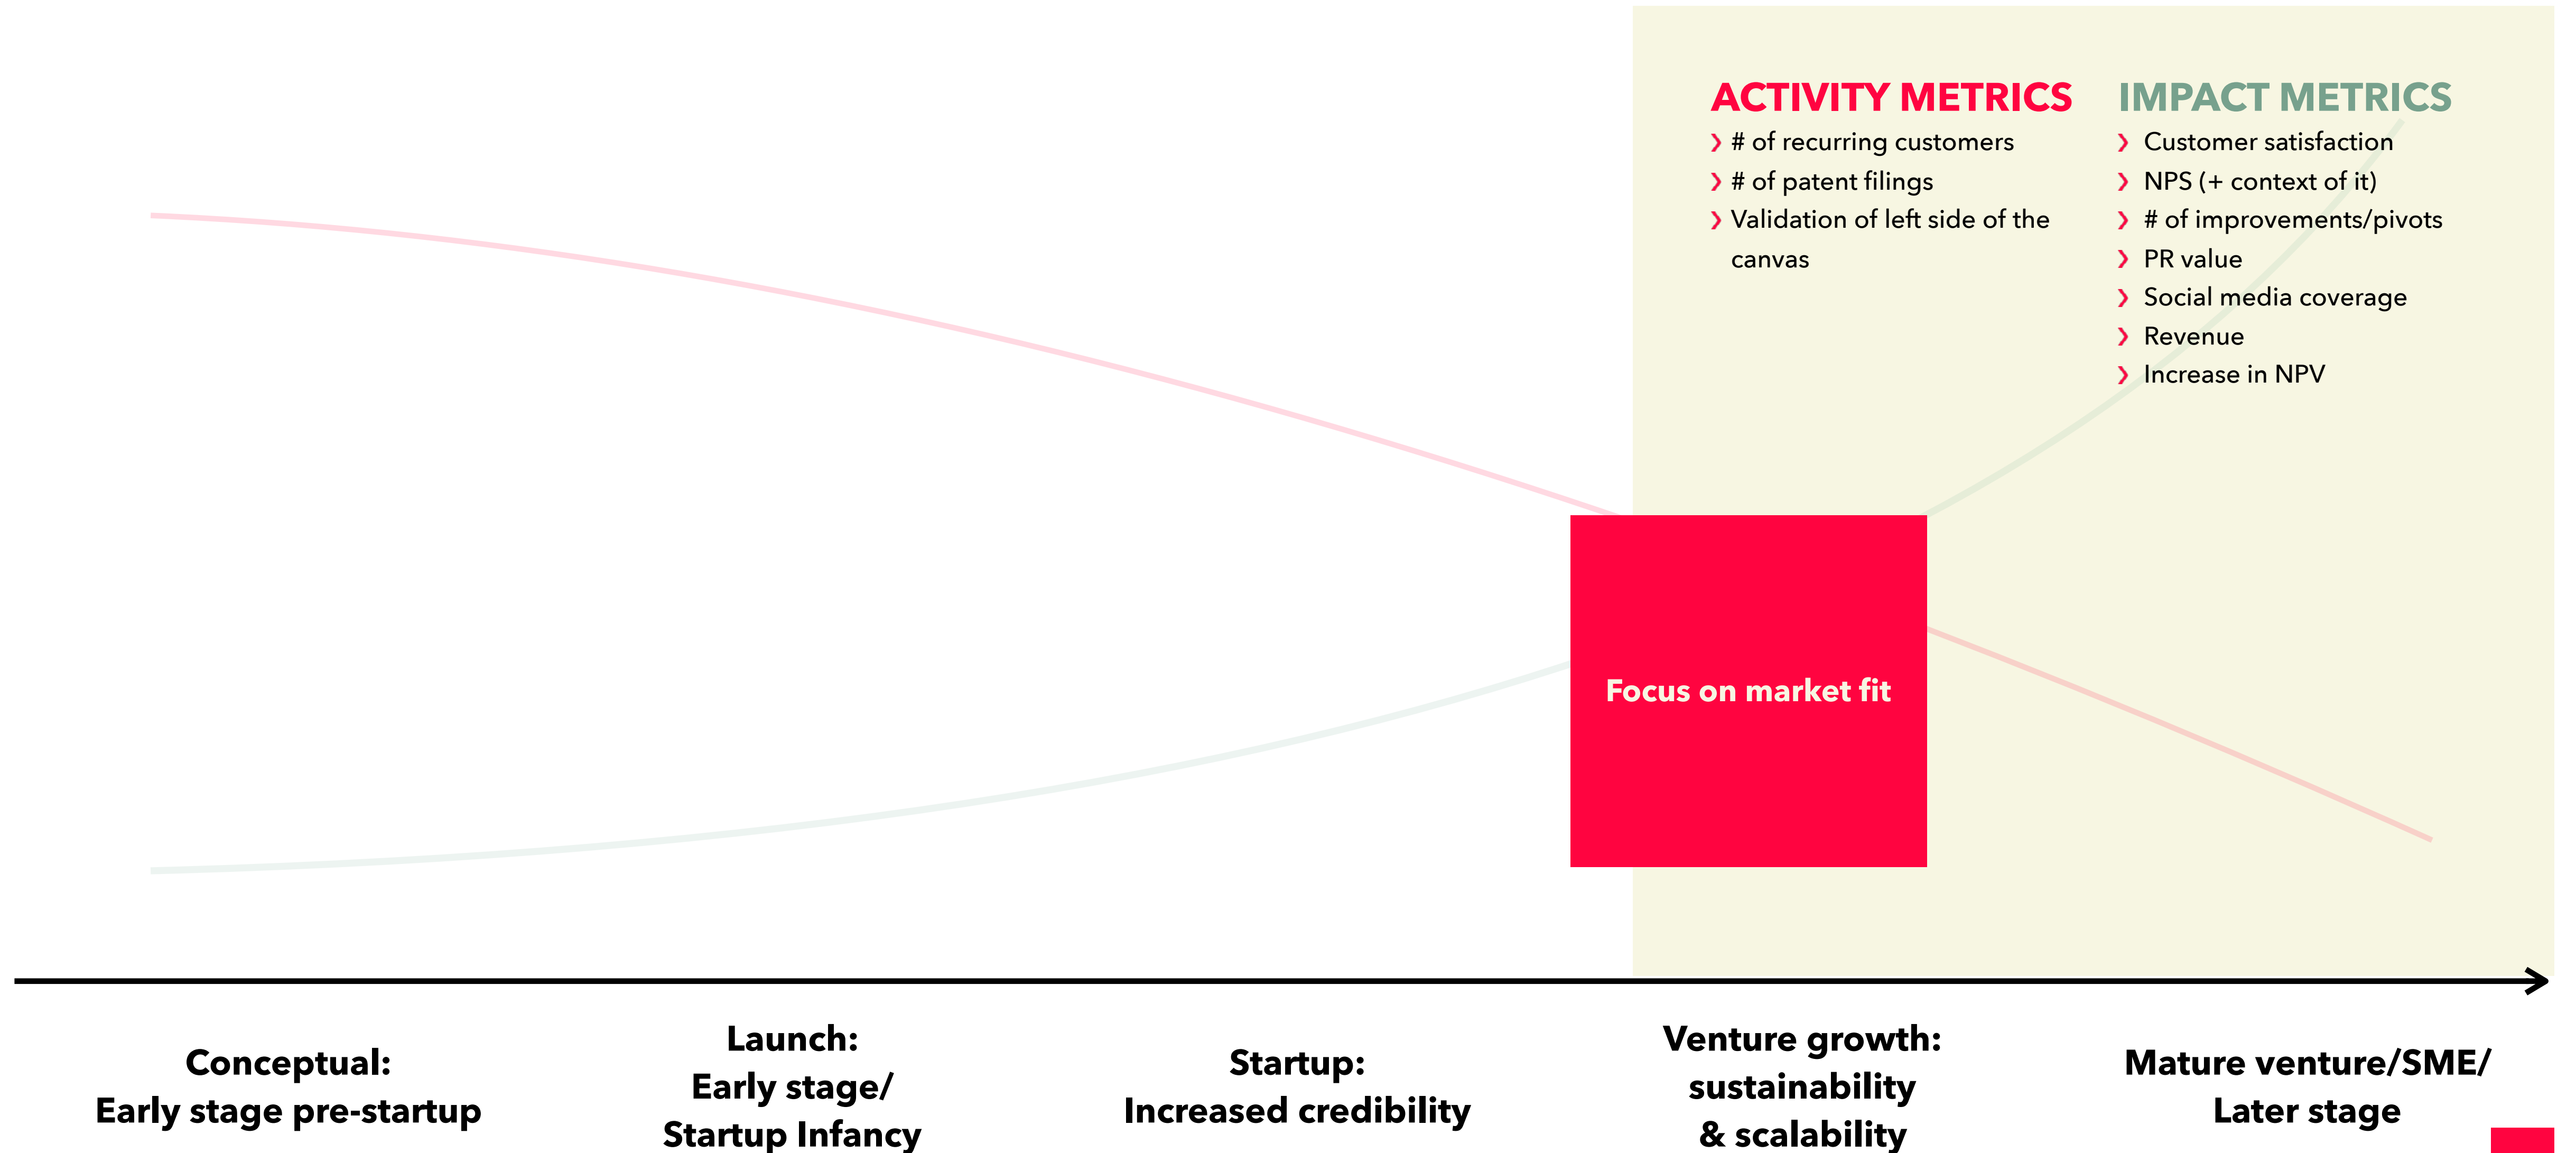 ACTIVITY METRICS
# of recurring customers
# of patent filings
Validation of left side of the
canvas
IMPACT METRICS
Customer satisfaction
NPS (+ context of it)
# of improvements/pivots
PR value
Social media coverage
Revenue
Increase in NPV
Focus on market fit
Conceptual:
Early stage pre-startup
Launch:
Early stage/
Startup Infancy
Startup:
Increased credibility
Venture growth:
sustainability
& scalability
Mature venture/SME/
Later stage